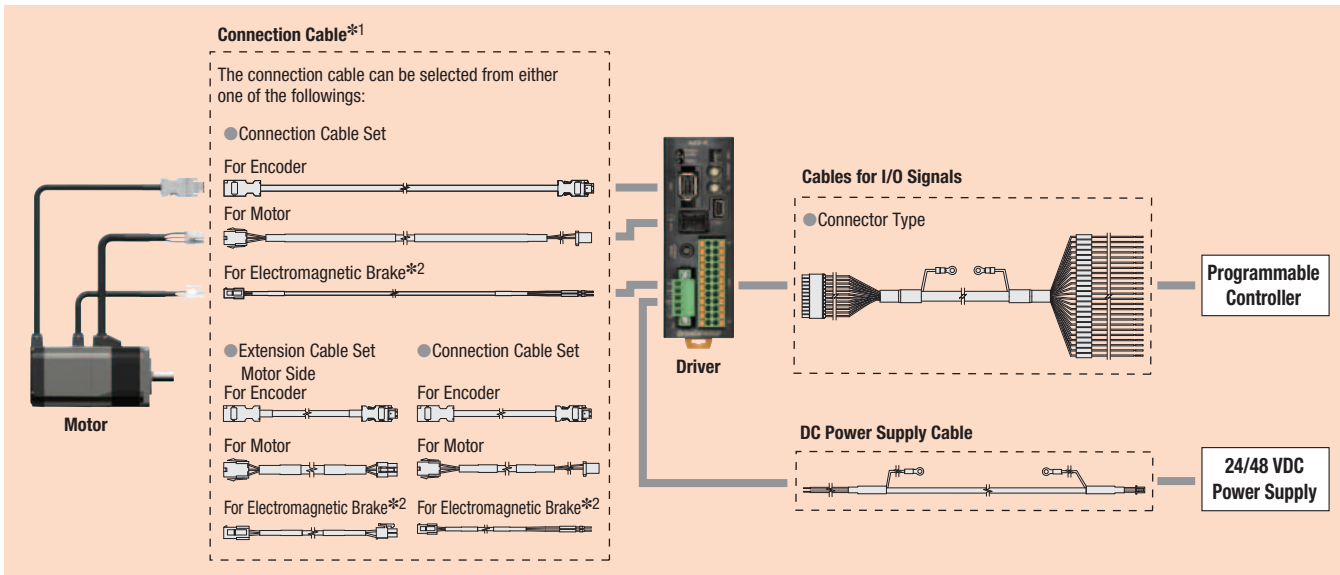 Connection Cable*1
The connection cable can be selected from either
one of the followings:
●Connection Cable Set
For Encoder
For Motor
For Electromagnetic Brake*2
●Extension Cable Set
Motor Side
For Encoder
For Motor
For Electromagnetic Brake*2
●Connection Cable Set
For Encoder
For Motor
For Electromagnetic Brake*2
Motor
Driver
Cables for I/O Signals
●Connector Type
Programmable
Controller
DC Power Supply Cable
24/48 VDC
Power Supply